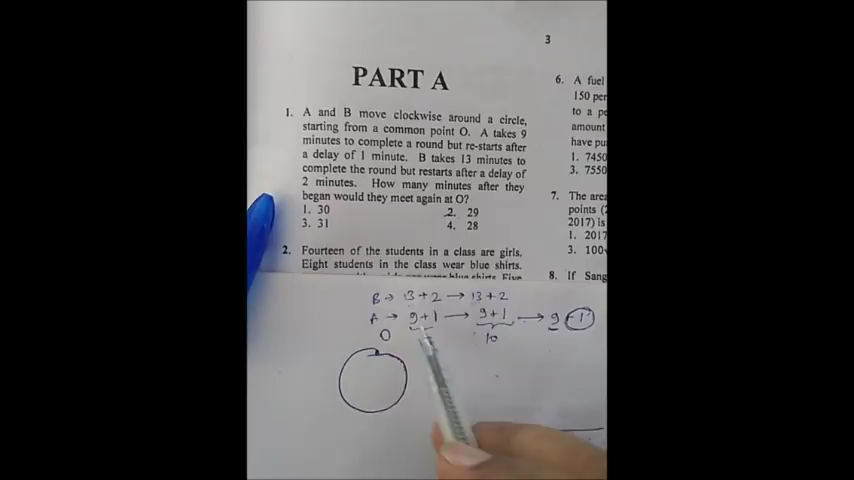 3
PART A
1. A and B move clockwise around a circle,
starting from a common point O. A takes 9
minutes to complete a round but re-starts after
a delay of 1 minute. B takes 13 minutes to
complete the round but restarts after a delay of
2 minutes. How many minutes after they
began would they meet again at O?
1. 30 2. 29
3. 31 4. 28
2. Fourteen of the students in a class are girls.
Eight students in the class wear blue shirts.
6. A fuel
150 per
to a pe
amount
have pu
1. 7450
3. 7550
7. The area
points (
2017) is
1. 2017
3. 100
8. If Sang
B → 13+2 → 13+2
A → 9+1 → 9+1 → 9+1
O 10